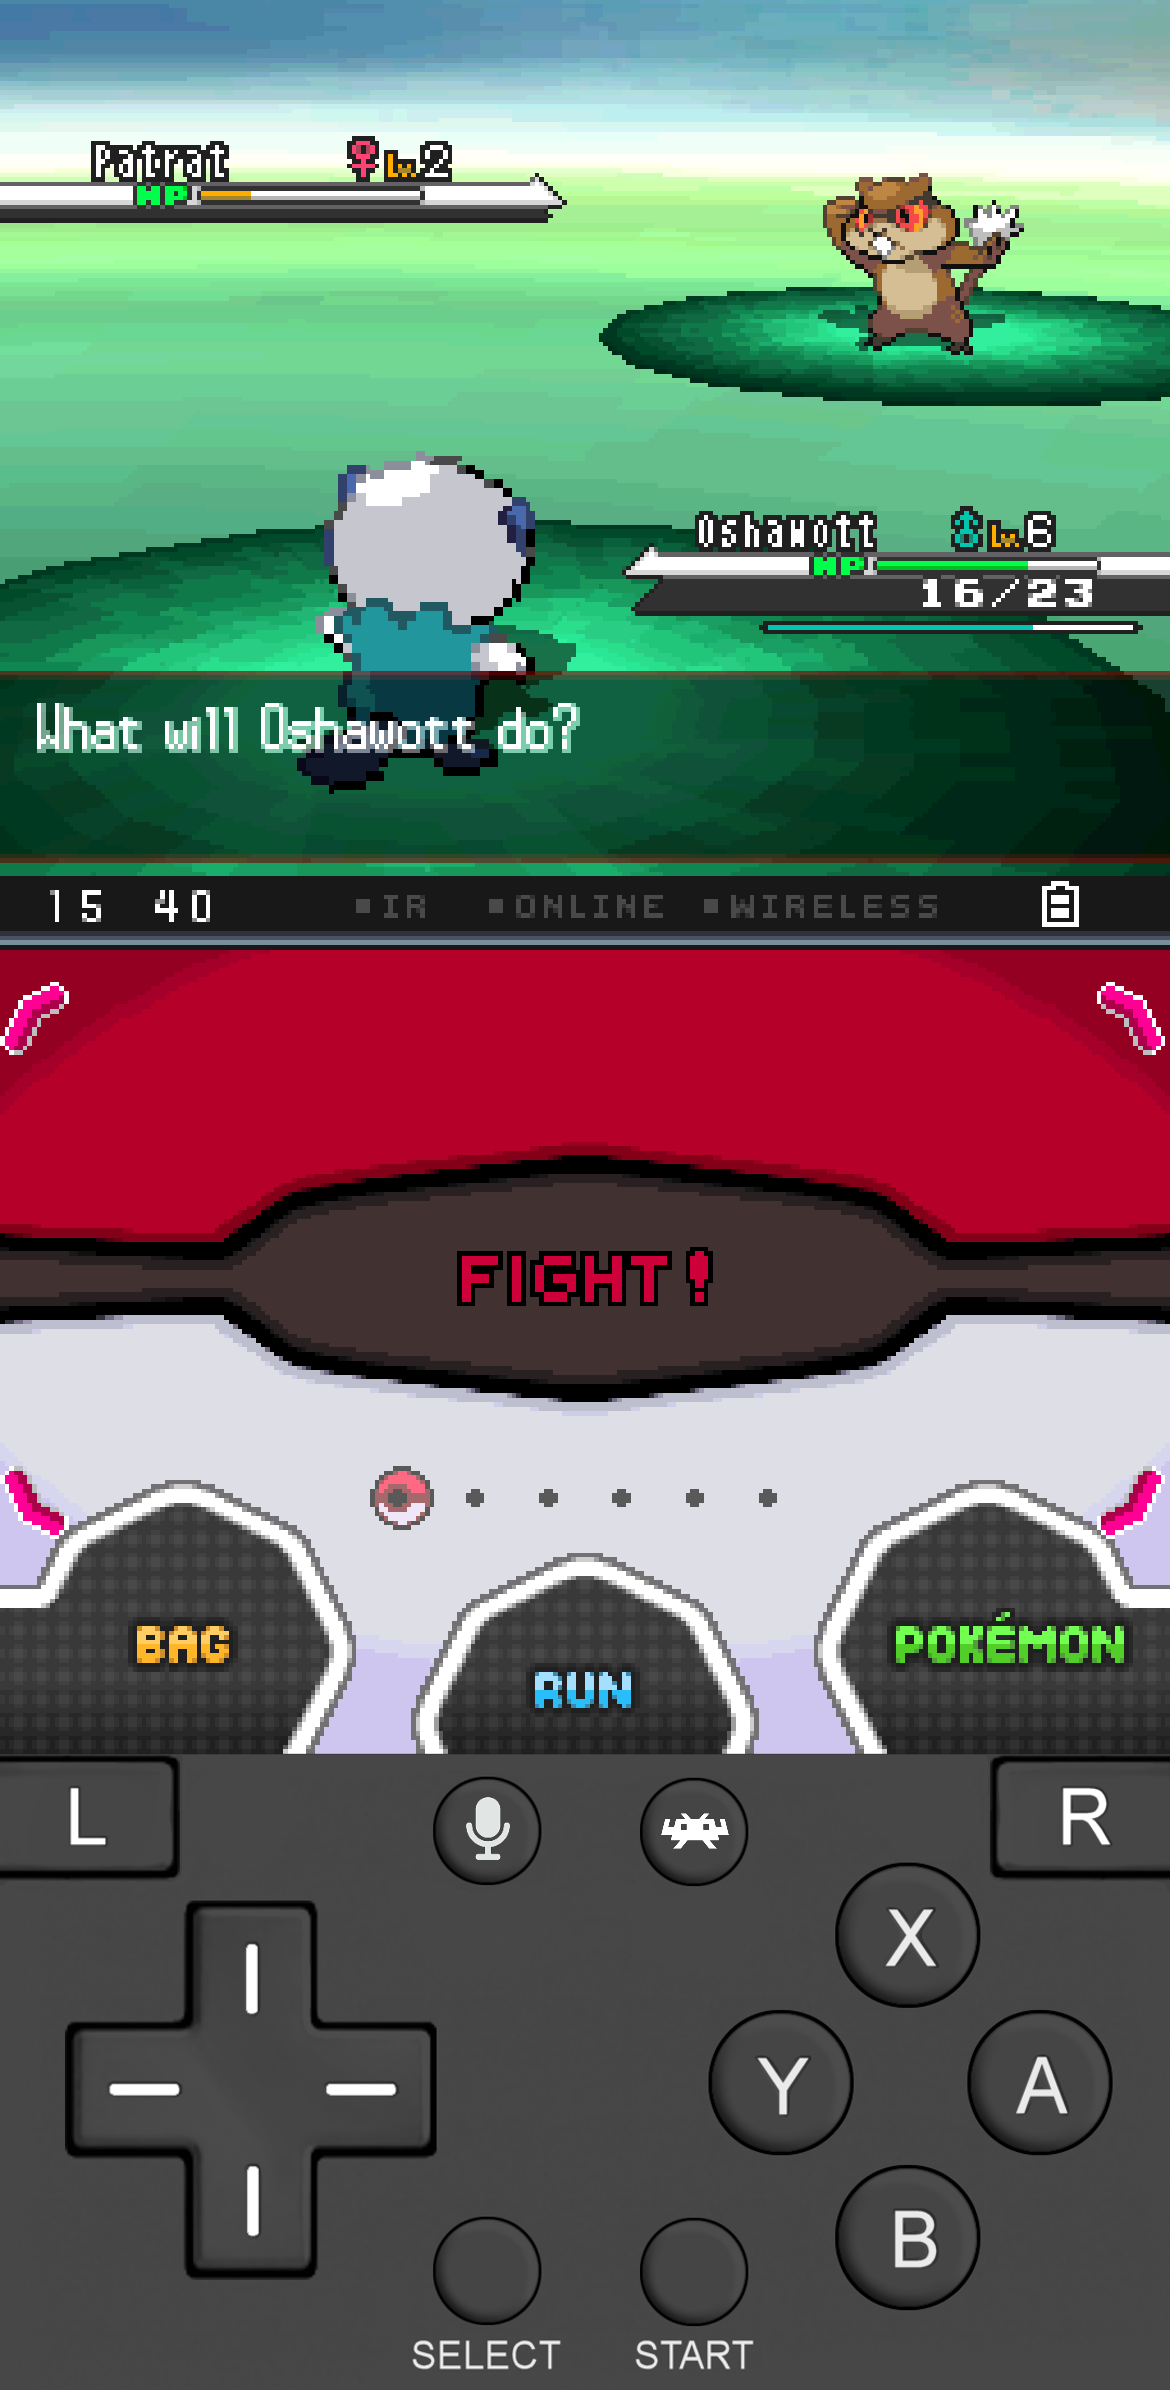 Patrat ♀Lv.2
HP
Oshawott ♂Lv.6
HP
16/23
What will Oshawott do?
15 40 IR ONLINE WIRELESS
FIGHT!
BAG
RUN
POKÉMON
L
R
X
Y
A
B
SELECT
START